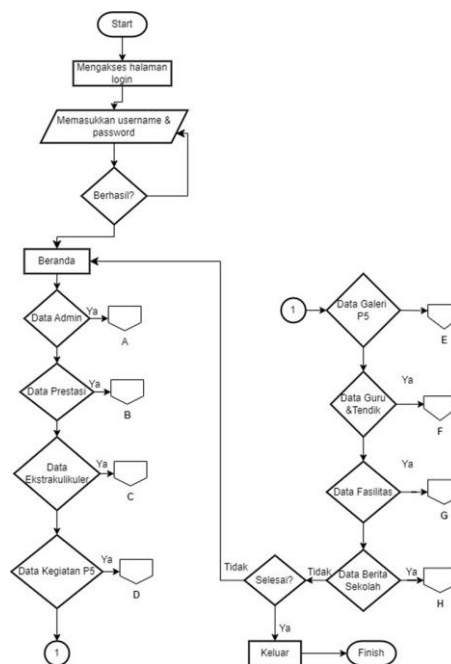 Start
Mengakses halaman
login
Memasukkan username &
password
Berhasil?
Beranda
Data Admin
Ya
A
Data Prestasi
Ya
B
Data
Ekstrakulikuler
Ya
C
Data Kegiatan P5
Ya
D
1
1
Data Galeri
P5
E
Data Guru
&Tendik
Ya
F
Data Fasilitas
Ya
G
Data Berita
Sekolah
Ya
H
Tidak
Selesai?
Tidak
Ya
Keluar
Finish